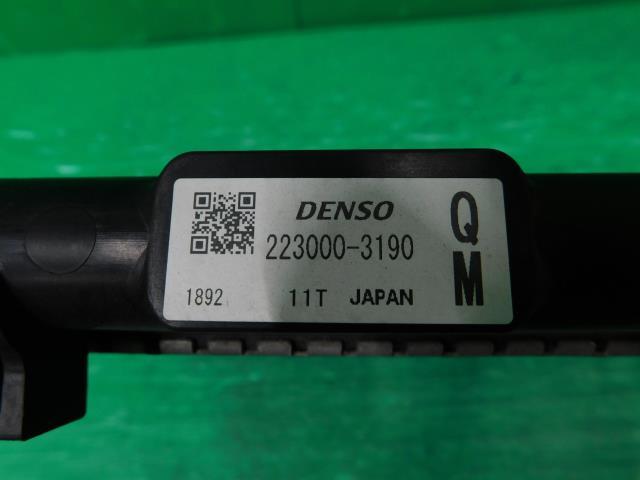 DENSO
223000-3190
Q
M
1892 11T JAPAN